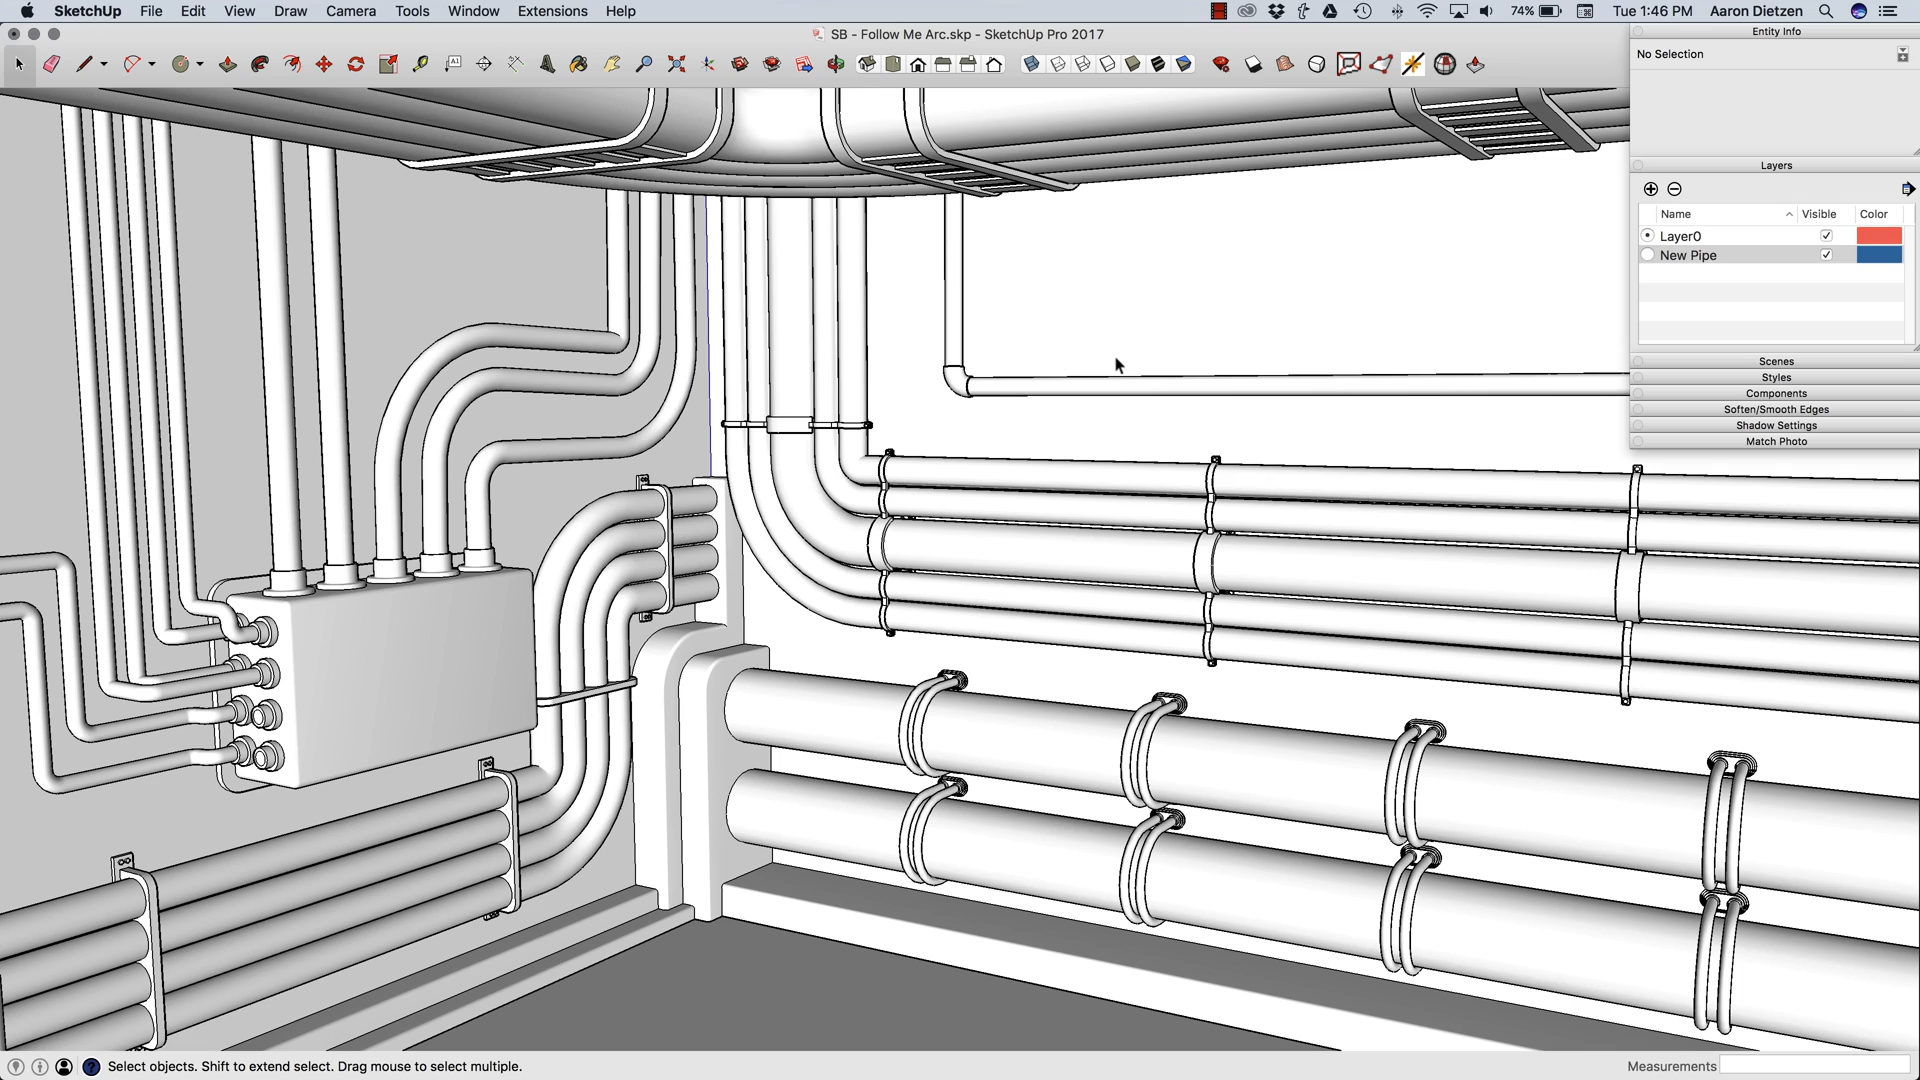 SketchUp File Edit View Draw Camera Tools Window Extensions Help
74% Tue 1:46 PM Aaron Dietzen
SB - Follow Me Arc.skp - SketchUp Pro 2017
A1
Entity Info
No Selection
Layers
Name Visible Color
Layer0
New Pipe
Scenes
Styles
Components
Soften/Smooth Edges
Shadow Settings
Match Photo
? Select objects. Shift to extend select. Drag mouse to select multiple.
Measurements